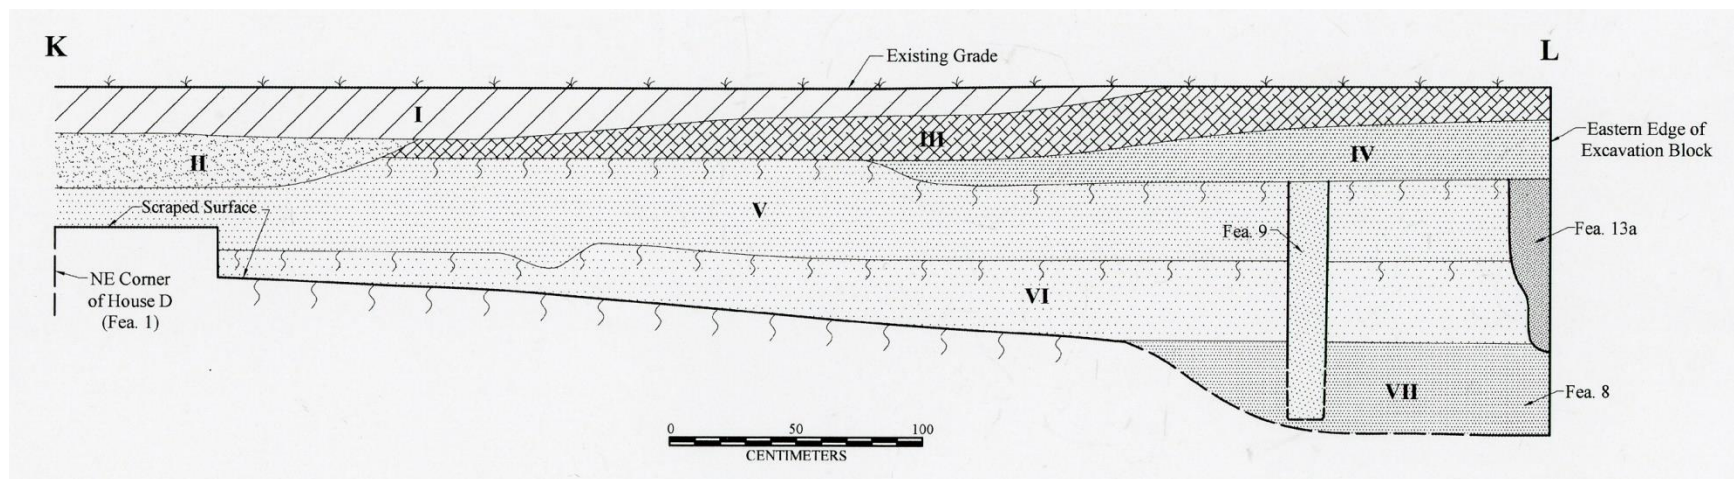 K
L
Existing Grade
I
III
Eastern Edge of
Excavation Block
II
IV
Scraped Surface
V
Fea. 9
Fea. 13a
NE Corner
of House D
(Fea. 1)
VI
VII
Fea. 8
0 50 100
CENTIMETERS